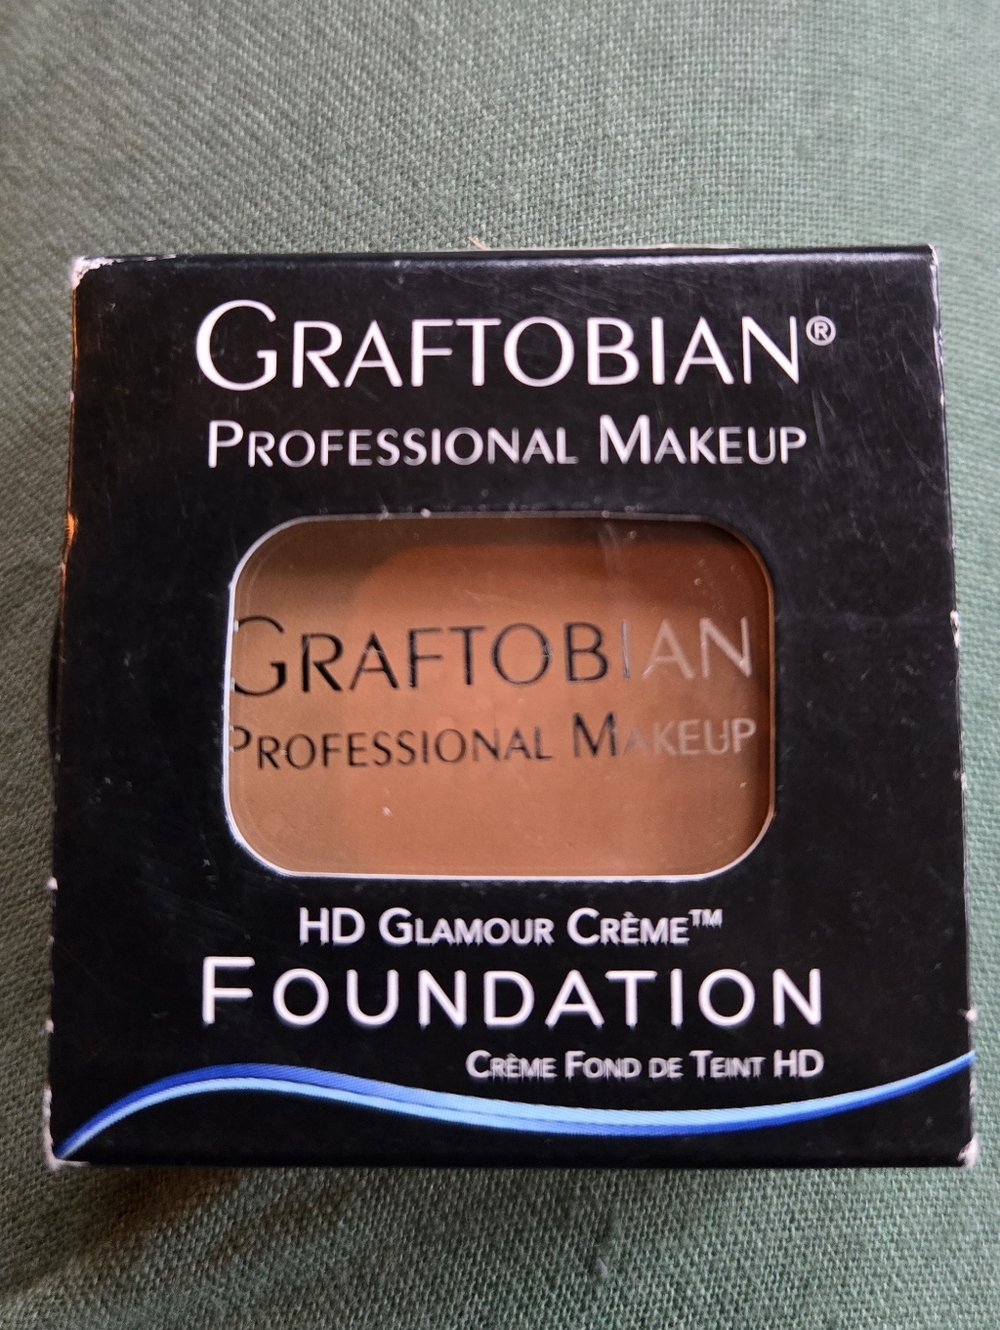 GRAFTOBIAN®
PROFESSIONAL MAKEUP
GRAFTOBIAN
PROFESSIONAL MAKEUP
HD GLAMOUR CRÈME™
FOUNDATION
CRÈME FOND DE TEINT HD